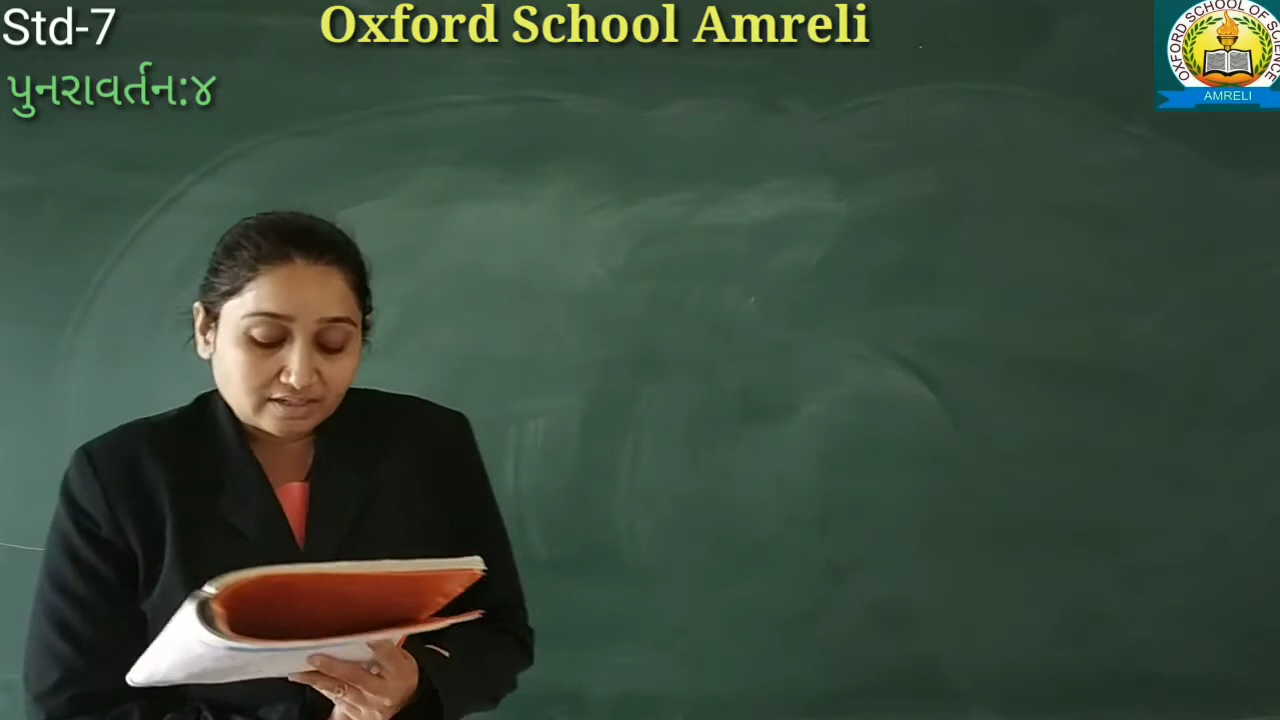 Std-7
Oxford School Amreli
પુનરાવર્તન:૪
OXFORD SCHOOL OF SCIENCE
AMRELI